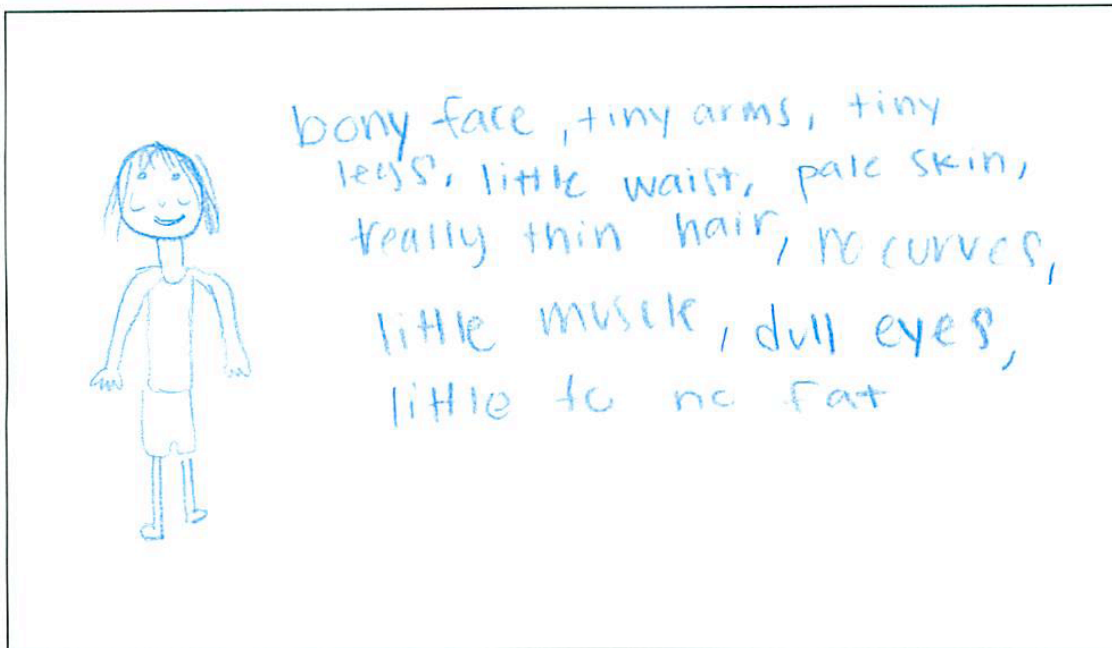 bony face, tiny arms, tiny
legs, little waist, pale skin,
really thin hair, no curves,
little muscle, dull eyes,
little to no fat